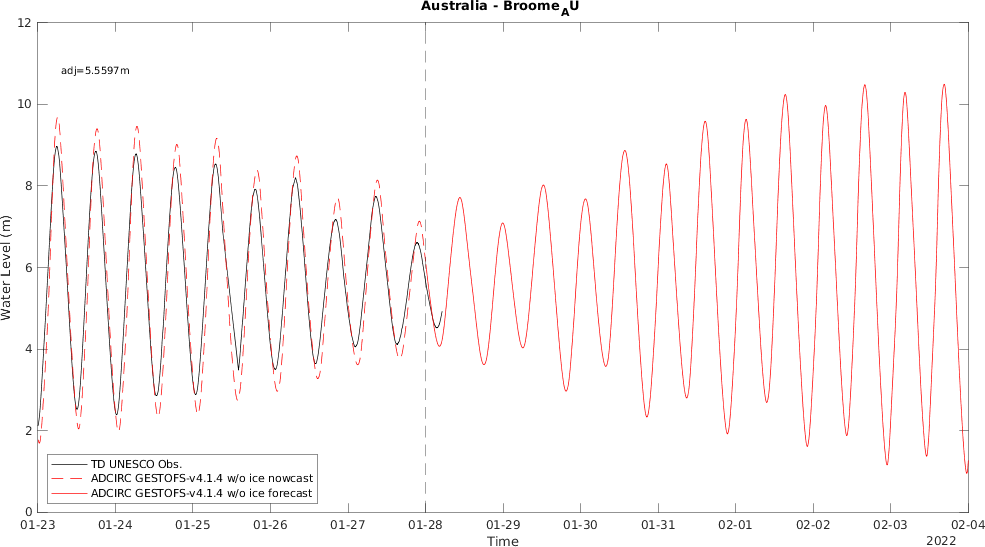 Australia - Broome_AU
12
adj=5.5597m
10
8
6
4
2
0
Water Level (m)
TD UNESCO Obs.
ADCIRC GESTOFS-v4.1.4 w/o ice nowcast
ADCIRC GESTOFS-v4.1.4 w/o ice forecast
01-23 01-24 01-25 01-26 01-27 01-28 01-29 01-30 01-31 02-01 02-02 02-03 02-04
Time
2022